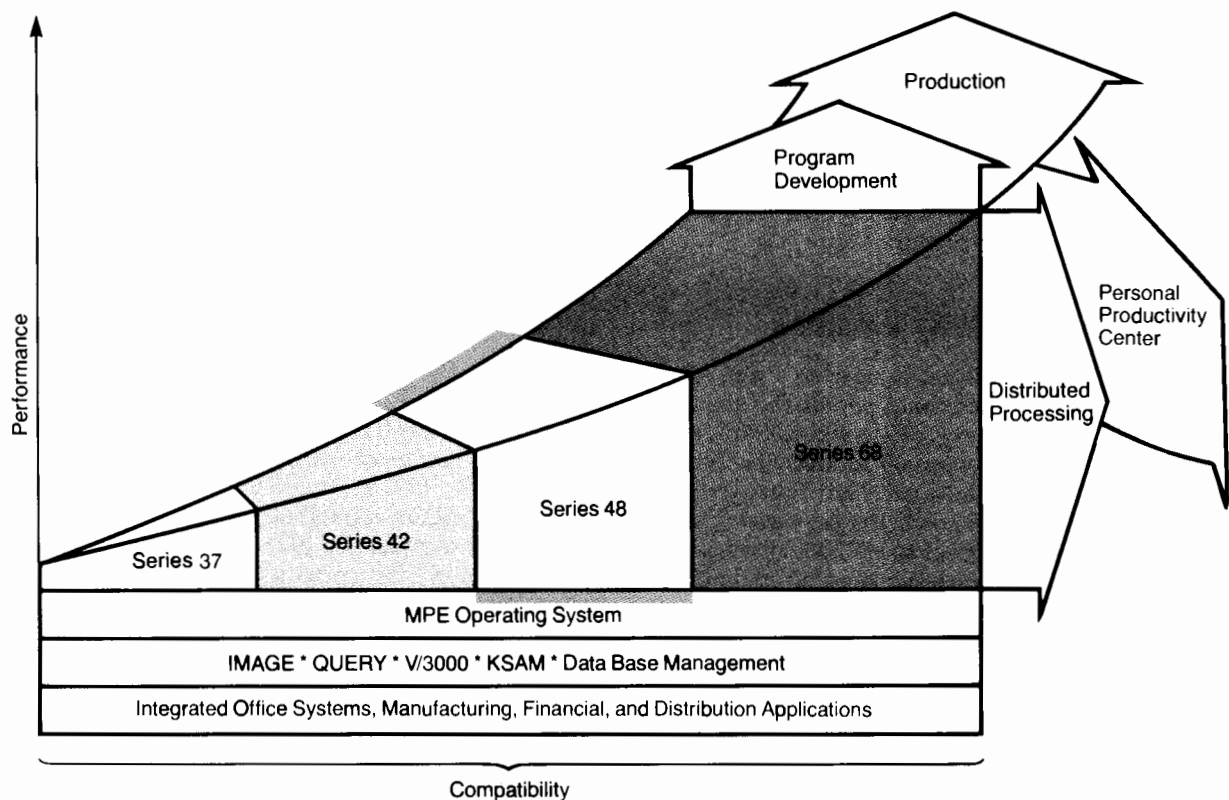 Production
Program
Development
Performance
Personal
Productivity
Center
Distributed
Processing
Series 68
Series 48
Series 42
Series 37
MPE Operating System
IMAGE * QUERY * V/3000 * KSAM * Data Base Management
Integrated Office Systems, Manufacturing, Financial, and Distribution Applications
Compatibility